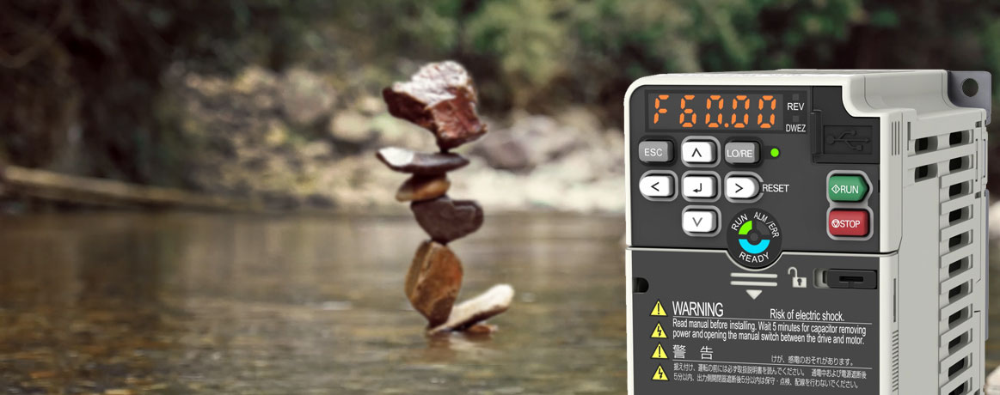 F60.00
REV
DWEZ
ESC
LO/RE
RESET
RUN
STOP
RUN
ALM/ERR
READY
WARNING
Risk of electric shock.
Read manual before installing. Wait 5 minutes for capacitor removing
power and opening the manual switch between the drive and motor.
警告
けが、感電のおそれがあります。
据え付け、運転の前には必ず取扱説明書を読んでください。 通電中および電源遮断後
5分以内、出力側開閉器遮断後5分以内は保守・点検、配線を行わないでください。